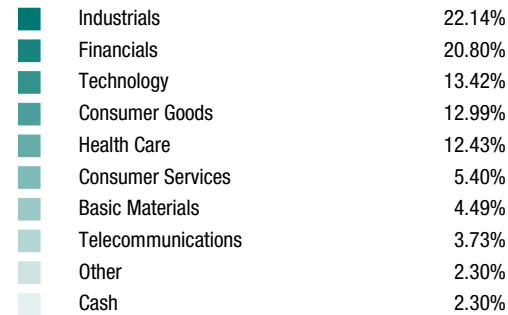 Industrials 22.14%
Financials 20.80%
Technology 13.42%
Consumer Goods 12.99%
Health Care 12.43%
Consumer Services 5.40%
Basic Materials 4.49%
Telecommunications 3.73%
Other 2.30%
Cash 2.30%